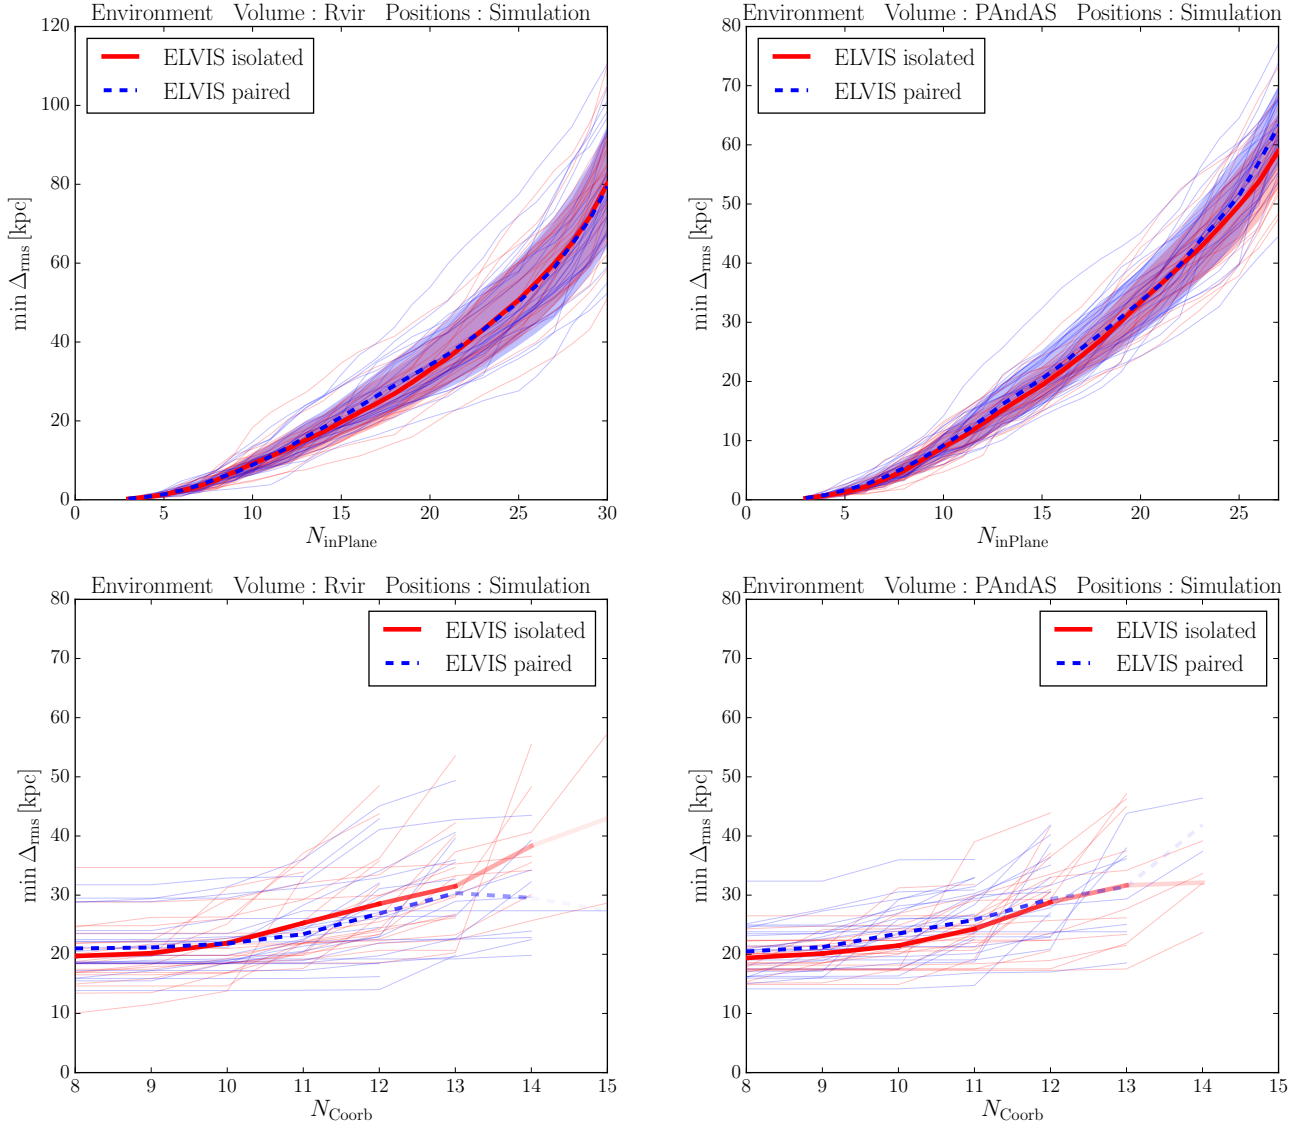 Environment Volume : Rvir Positions : Simulation
120
100
80
60
40
20
0
min Δrms [kpc]
ELVIS isolated
ELVIS paired
0 5 10 15 20 25 30
NinPlane
Environment Volume : PAndAS Positions : Simulation
80
70
60
50
40
30
20
10
0
min Δrms [kpc]
ELVIS isolated
ELVIS paired
0 5 10 15 20 25
NinPlane
Environment Volume : Rvir Positions : Simulation
80
70
60
50
40
30
20
10
0
min Δrms [kpc]
ELVIS isolated
ELVIS paired
8 9 10 11 12 13 14 15
NCoorb
Environment Volume : PAndAS Positions : Simulation
80
70
60
50
40
30
20
10
0
min Δrms [kpc]
ELVIS isolated
ELVIS paired
8 9 10 11 12 13 14 15
NCoorb